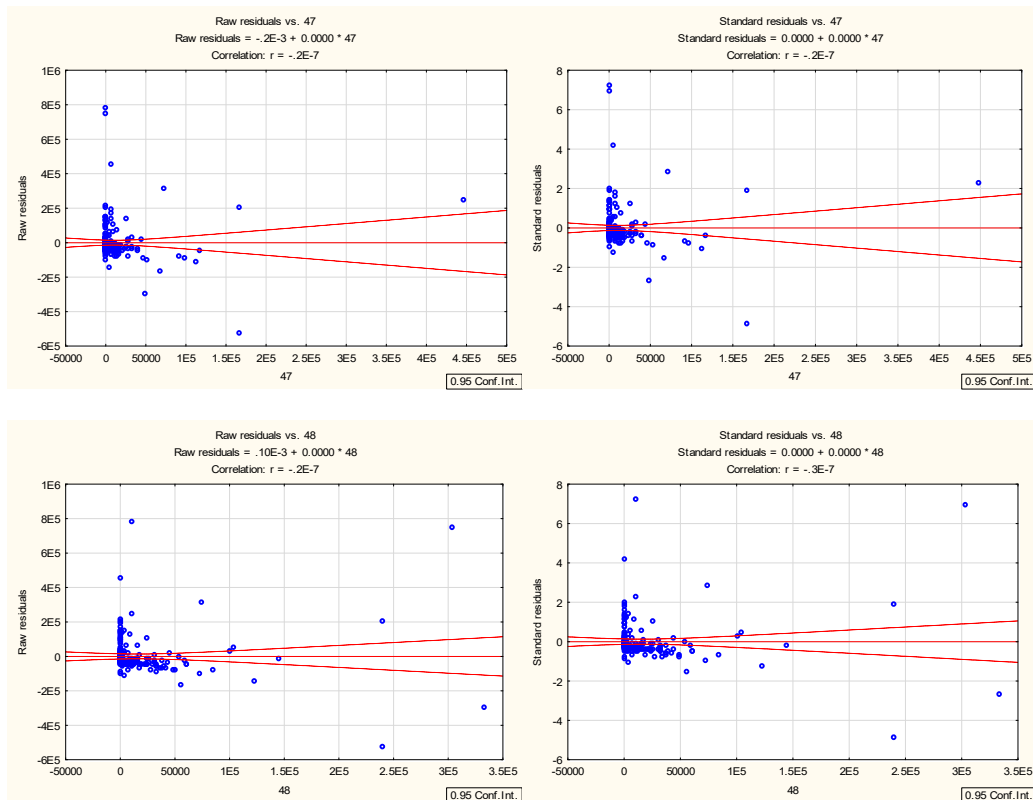 Raw residuals vs. 47
Raw residuals = -.2E-3 + 0.0000 * 47
Correlation: r = -.2E-7
1E6
8E5
6E5
4E5
2E5
0
-2E5
-4E5
-6E5
Raw residuals
-50000 0 50000 1E5 1.5E5 2E5 2.5E5 3E5 3.5E5 4E5 4.5E5 5E5
47
0.95 Conf.Int.
Standard residuals vs. 47
Standard residuals = 0.0000 + 0.0000 * 47
Correlation: r = -.2E-7
8
6
4
2
0
-2
-4
-6
Standard residuals
-50000 0 50000 1E5 1.5E5 2E5 2.5E5 3E5 3.5E5 4E5 4.5E5 5E5
47
0.95 Conf.Int.
Raw residuals vs. 48
Raw residuals = .10E-3 + 0.0000 * 48
Correlation: r = -.2E-7
1E6
8E5
6E5
4E5
2E5
0
-2E5
-4E5
-6E5
Raw residuals
-50000 0 50000 1E5 1.5E5 2E5 2.5E5 3E5 3.5E5
48
0.95 Conf.Int.
Standard residuals vs. 48
Standard residuals = 0.0000 + 0.0000 * 48
Correlation: r = -.3E-7
8
6
4
2
0
-2
-4
-6
Standard residuals
-50000 0 50000 1E5 1.5E5 2E5 2.5E5 3E5 3.5E5
48
0.95 Conf.Int.